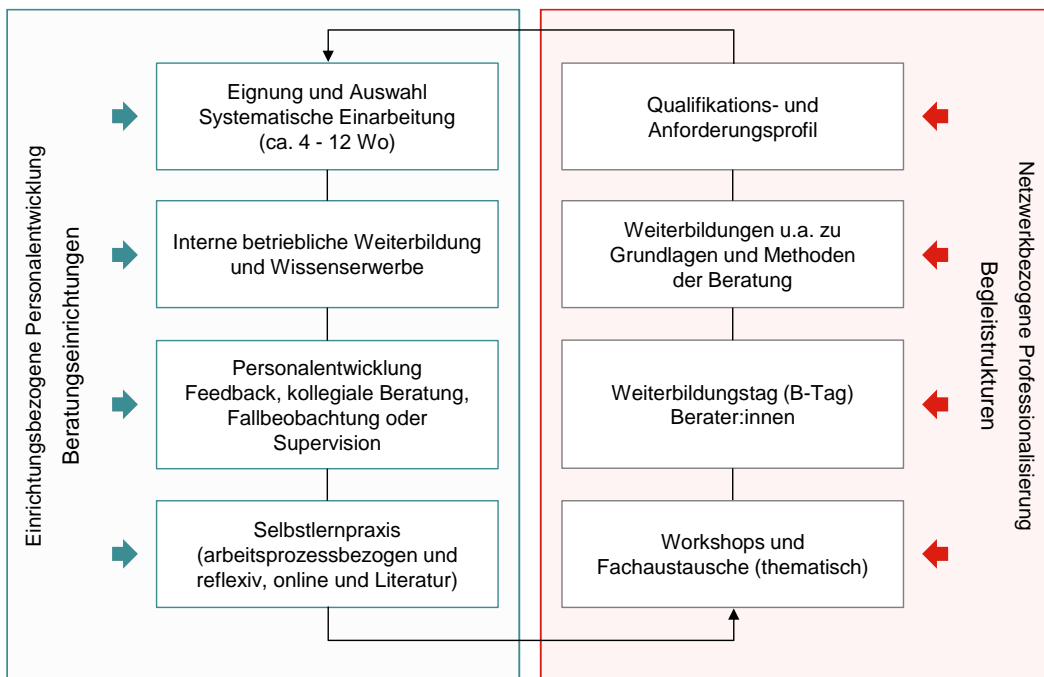 Einrichtungsbezogene Personalentwicklung
Beratungseinrichtungen
Eignung und Auswahl
Systematische Einarbeitung
(ca. 4 - 12 Wo)
Interne betriebliche Weiterbildung
und Wissenserwerbe
Personalentwicklung
Feedback, kollegiale Beratung,
Fallbeobachtung oder
Supervision
Selbstlernpraxis
(arbeitsprozessbezogen und
reflexiv, online und Literatur)
Qualifikations- und
Anforderungsprofil
Weiterbildungen u.a. zu
Grundlagen und Methoden
der Beratung
Weiterbildungstag (B-Tag)
Berater:innen
Workshops und
Fachaustausche (thematisch)
Netzwerkbezogene Professionalisierung
Begleitstrukturen